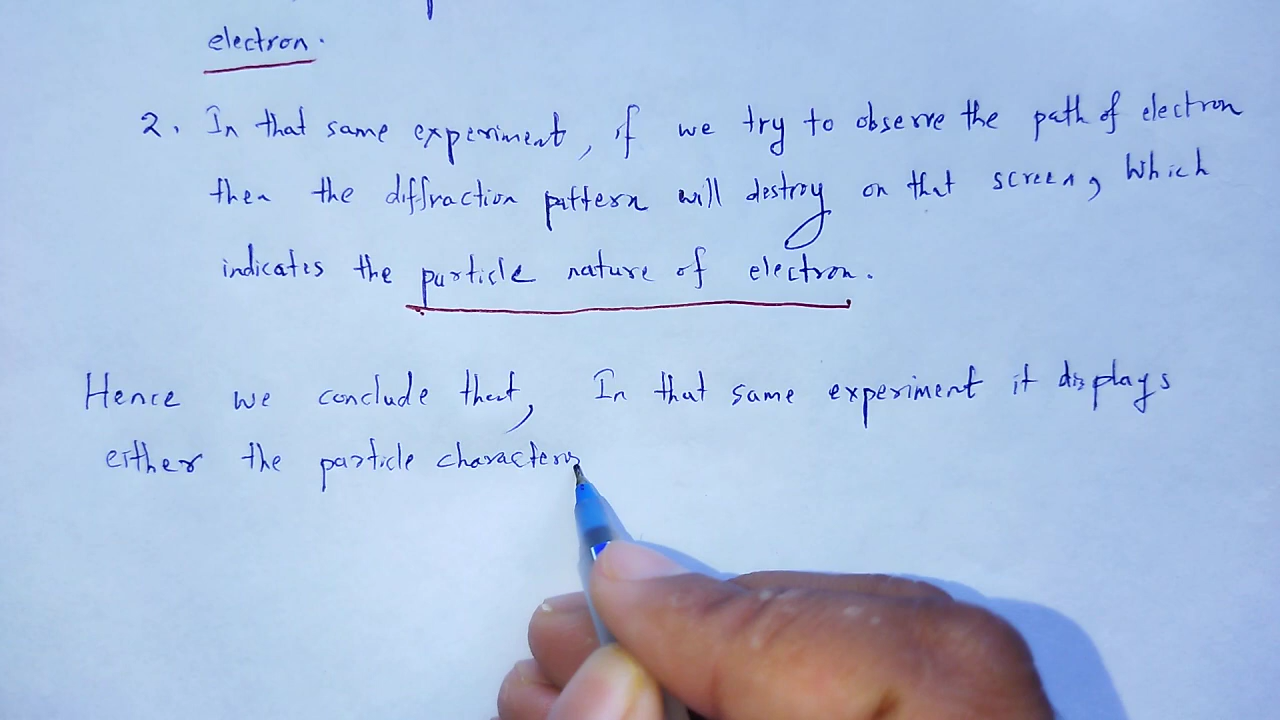 electron.
2. In that same experiment, if we try to observe the path of electron
then the diffraction pattern will destroy on that screen, which
indicates the particle nature of electron.
Hence we conclude that, In that same experiment it displays
either the particle characteris